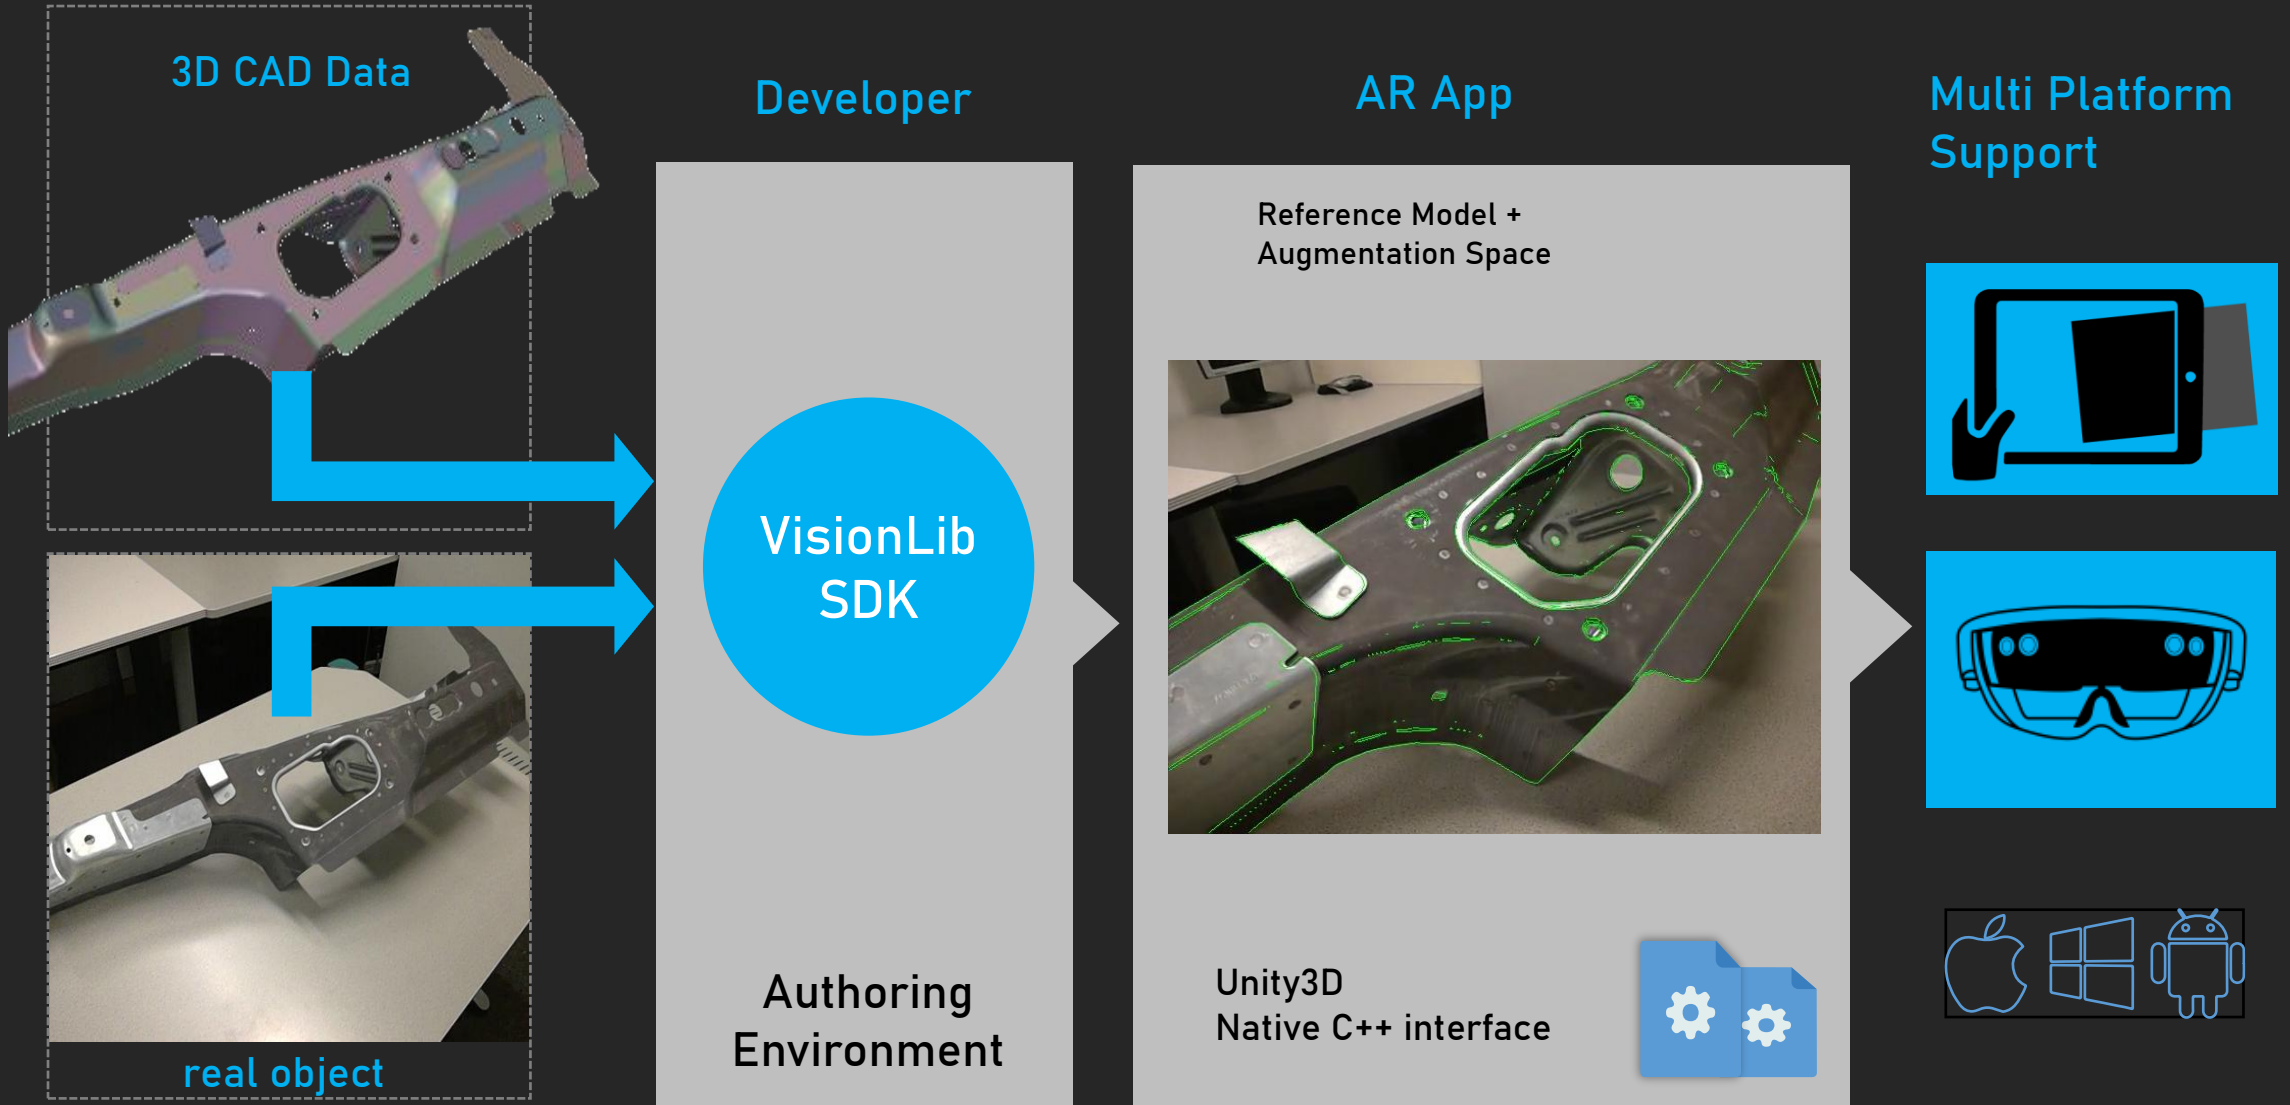 3D CAD Data
real object
Developer
VisionLib
SDK
Authoring
Environment
AR App
Reference Model +
Augmentation Space
Unity3D
Native C++ interface
Multi Platform
Support